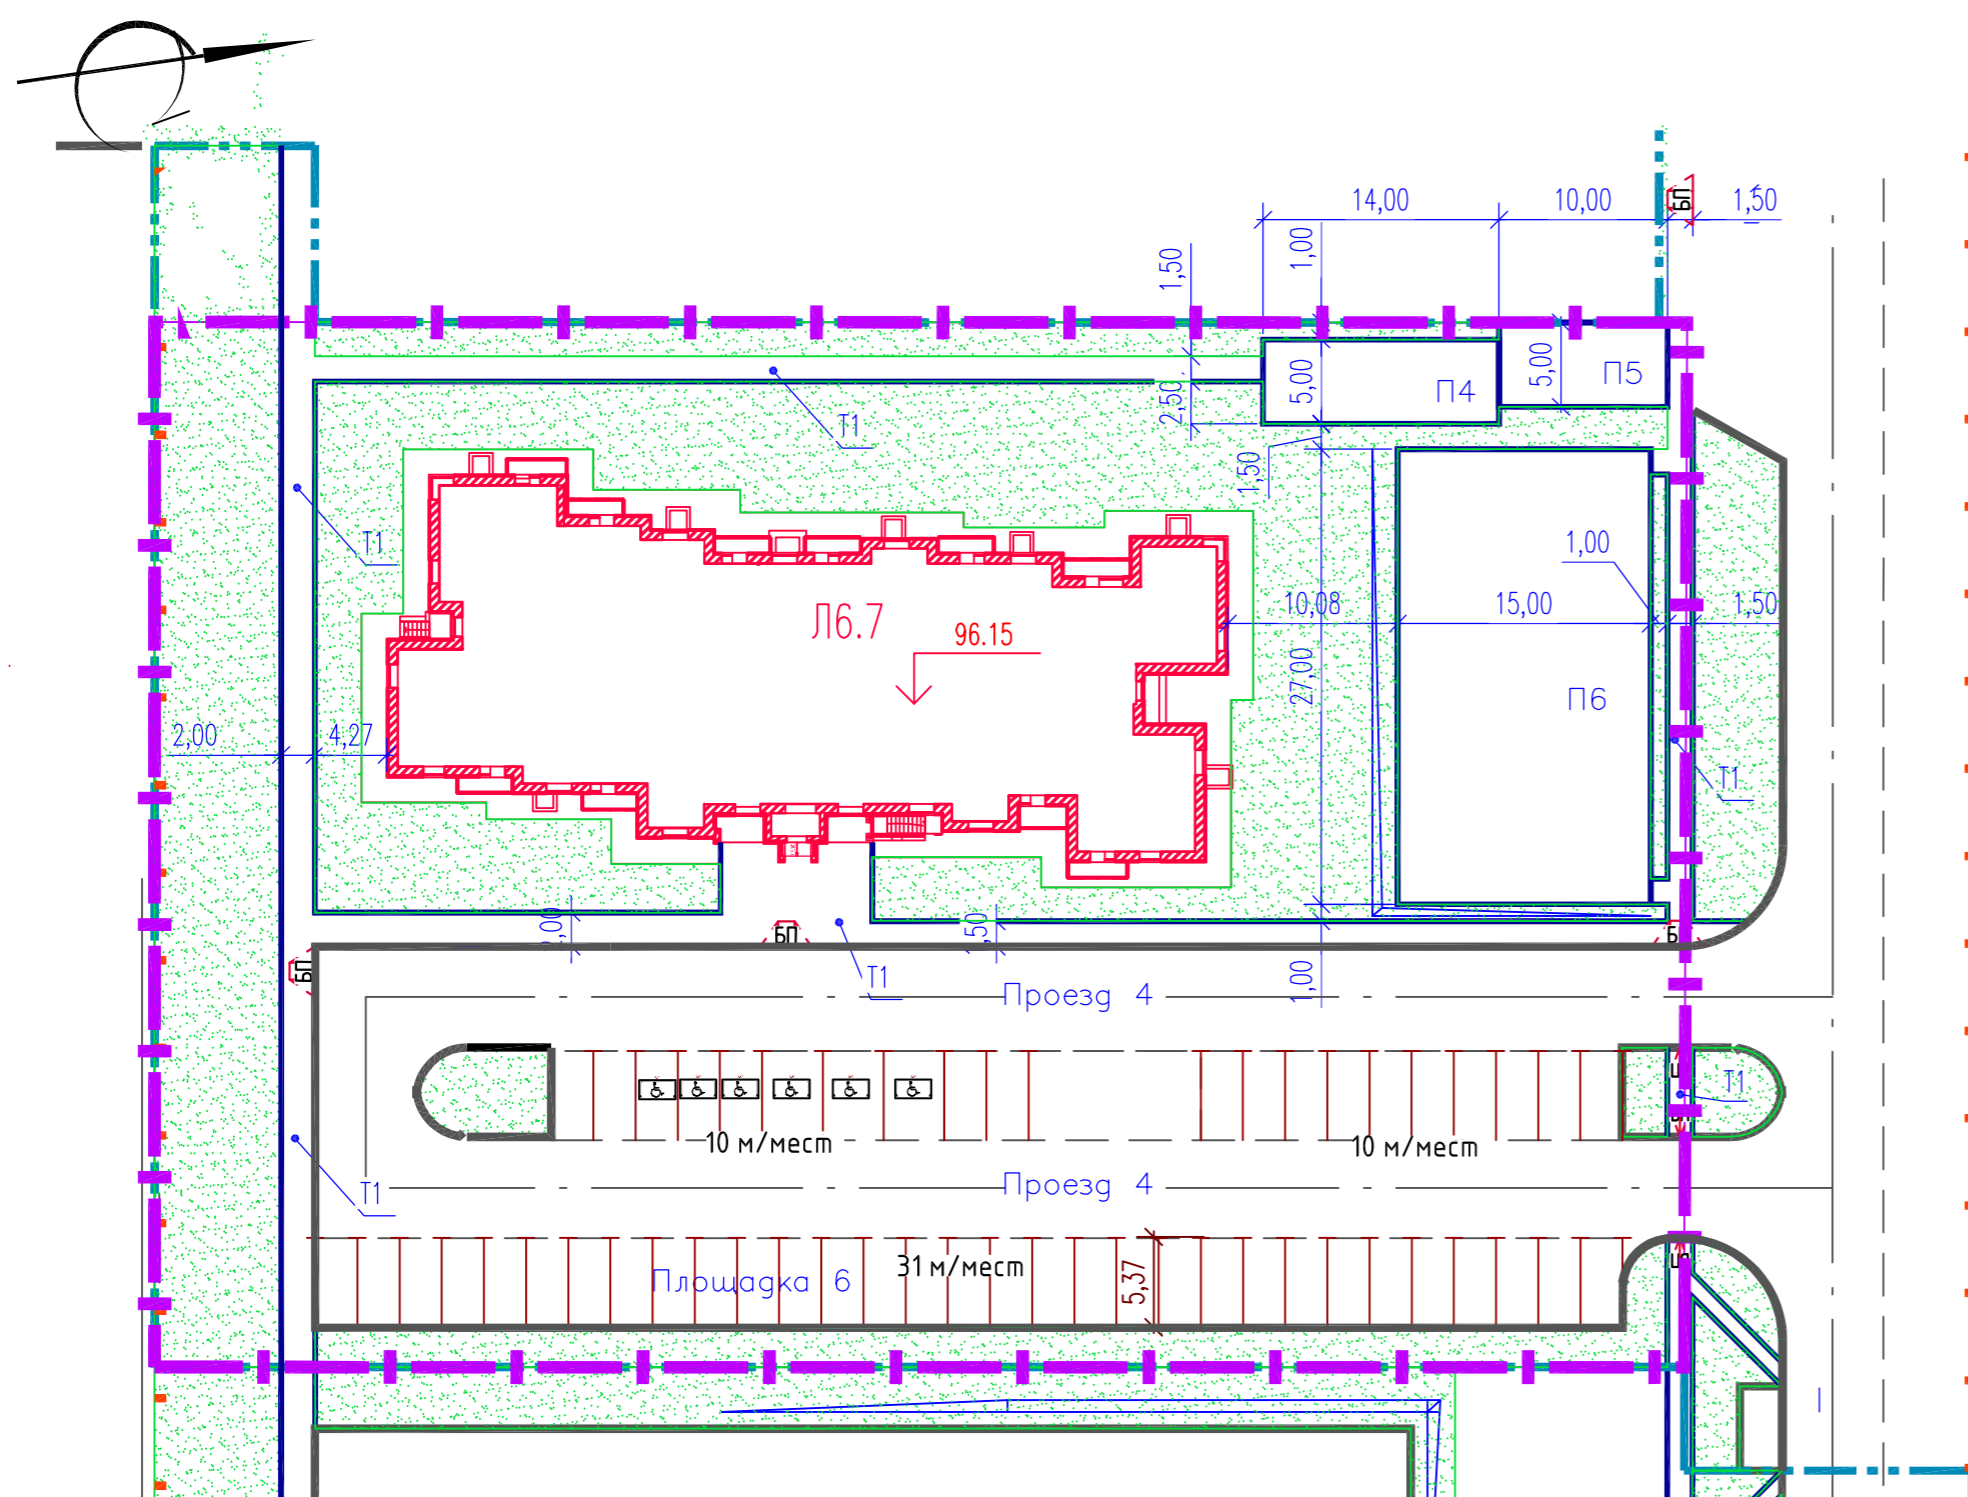 14,00
10,00
БП
1,50
1,00
1,50
5,00
5,00
П5
П4
2,50
Т1
1,50
Т1
1,00
Л6.7
96.15
10,08
15,00
1,50
27,00
П6
2,00
4,27
Т1
БП
БП
Т1
1,00
Проезд 4
Т1
10 м/мест
10 м/мест
Т1
Проезд 4
31 м/мест
Площадка 6
5,37